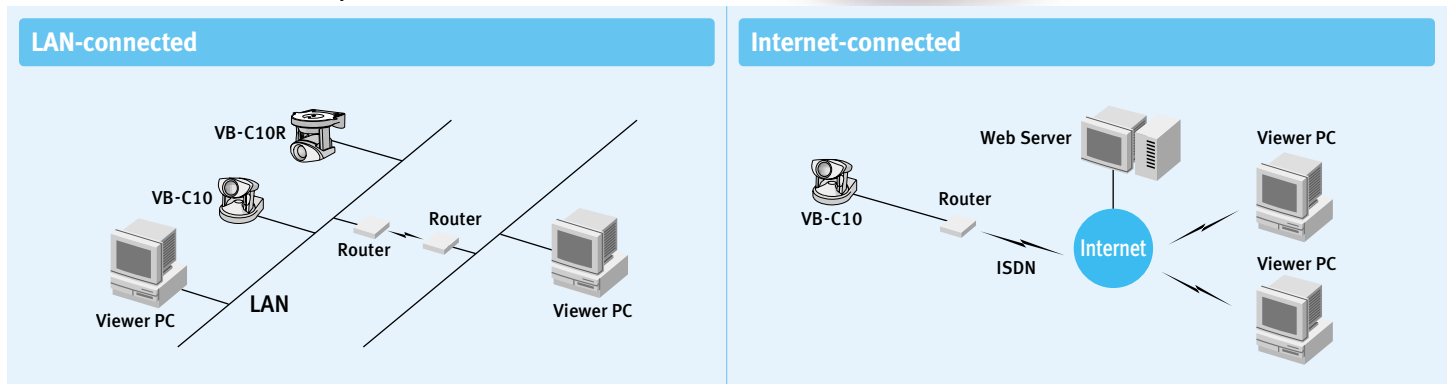 LAN-connected
VB-C10R
VB-C10
Router
Router
LAN
Viewer PC
Viewer PC
Internet-connected
Web Server
Viewer PC
VB-C10
Router
ISDN
Internet
Viewer PC